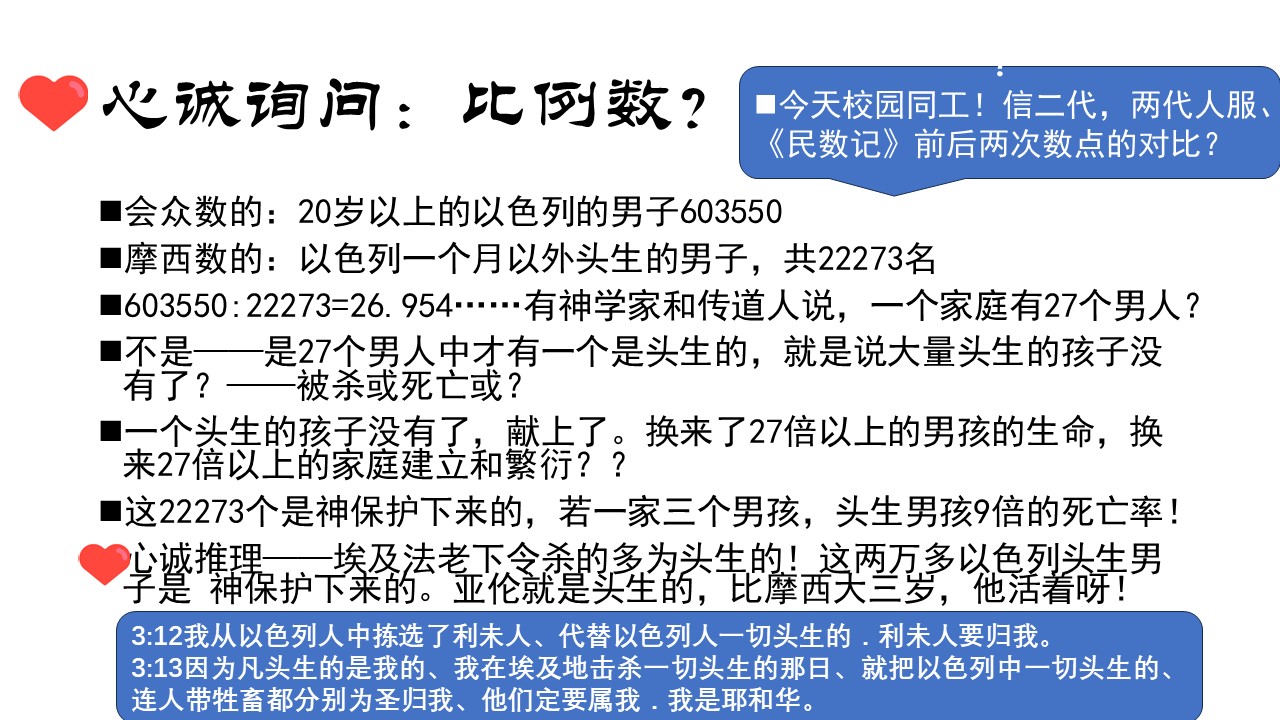 心诚询问：比例数？
！
■今天校园同工！信二代，两代人服、
《民数记》前后两次数点的对比？
■会众数的：20岁以上的以色列的男子603550
■摩西数的：以色列一个月以外头生的男子，共22273名
■603550:22273=26.954……有神学家和传道人说，一个家庭有27个男人？
■不是——是27个男人中才有一个是头生的，就是说大量头生的孩子没
有了？——被杀或死亡或？
■一个头生的孩子没有了，献上了。换来了27倍以上的男孩的生命，换
来27倍以上的家庭建立和繁衍？？
■这22273个是神保护下来的，若一家三个男孩，头生男孩9倍的死亡率！
心诚推理——埃及法老下令杀的多为头生的！这两万多以色列头生男
子是 神保护下来的。亚伦就是头生的，比摩西大三岁，他活着呀！
3:12我从以色列人中拣选了利未人、代替以色列人一切头生的．利未人要归我。
3:13因为凡头生的是我的、我在埃及地击杀一切头生的那日、就把以色列中一切头生的、
连人带牲畜都分别为圣归我、他们定要属我．我是耶和华。